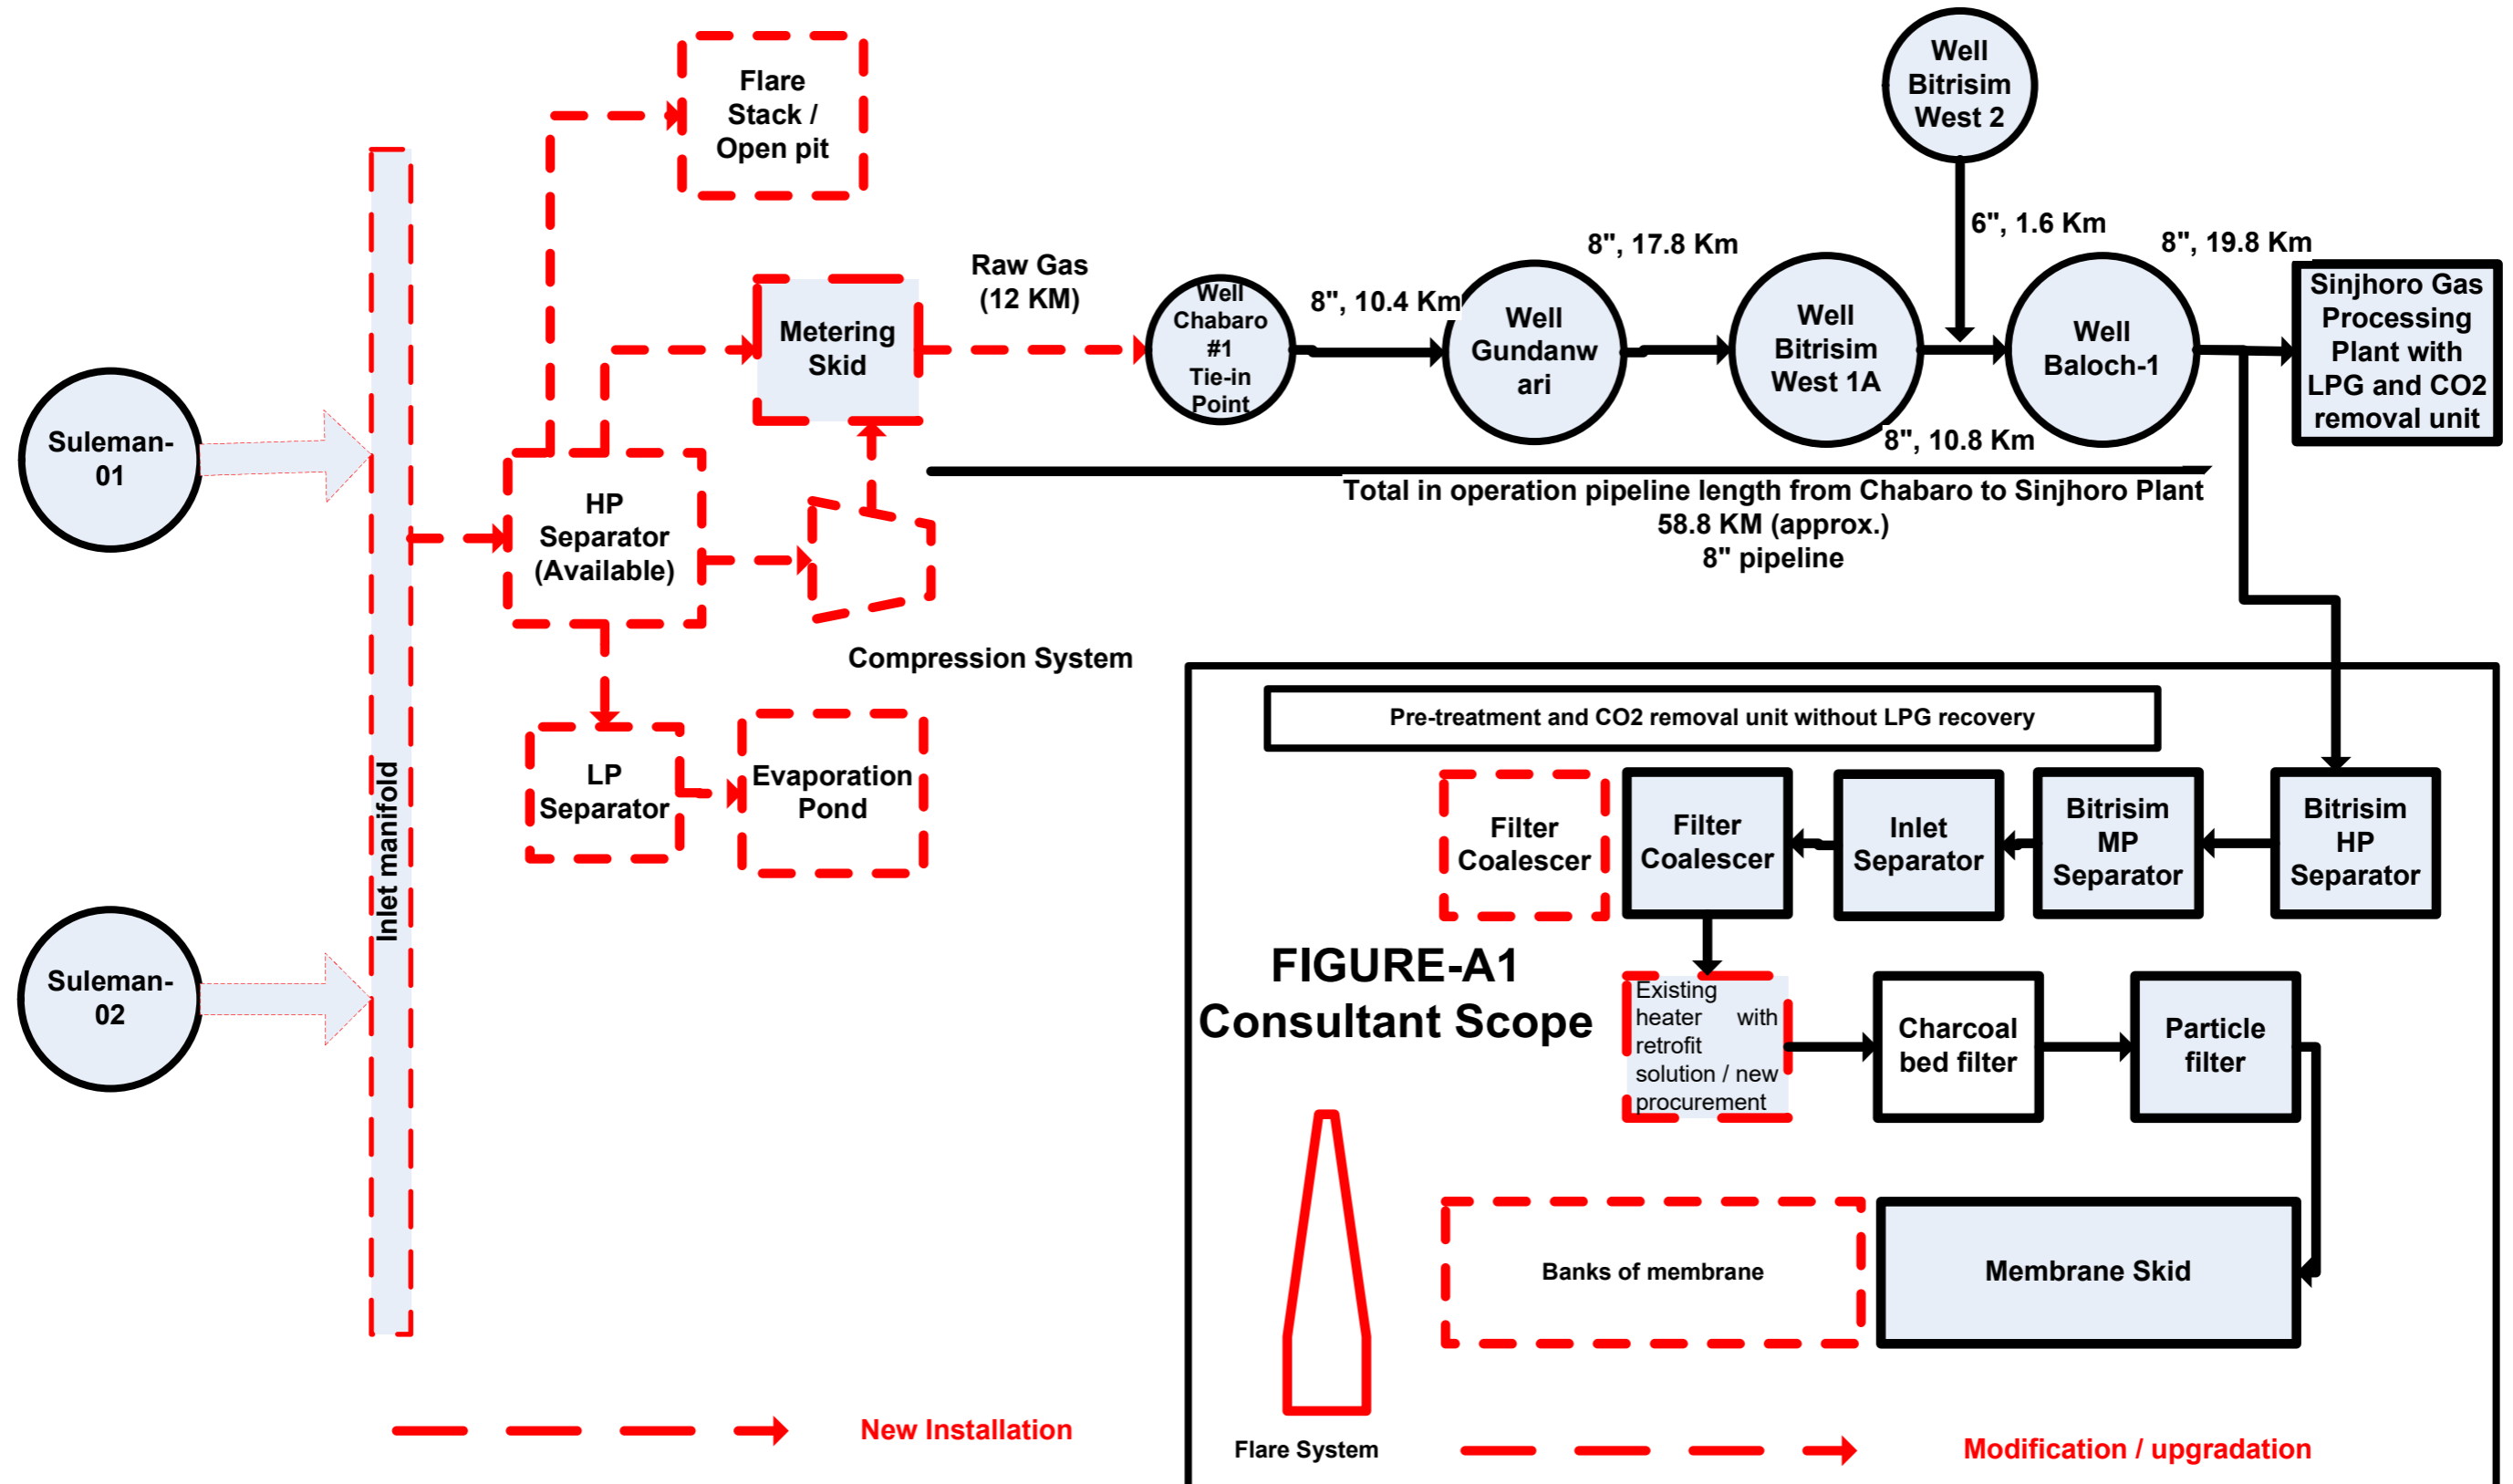 Flare
Stack /
Open pit
Well
Bitrisim
West 2
6", 1.6 Km
8", 17.8 Km
8", 19.8 Km
Raw Gas
(12 KM)
8", 10.4 Km
Metering
Skid
Well
Chabaro
#1
Tie-in
Point
Well
Gundanw
ari
Well
Bitrisim
West 1A
Well
Baloch-1
Sinjhoro Gas
Processing
Plant with
LPG and CO2
removal unit
8", 10.8 Km
Suleman-
01
HP
Separator
(Available)
Total in operation pipeline length from Chabaro to Sinjhoro Plant
58.8 KM (approx.)
8" pipeline
Compression System
Pre-treatment and CO2 removal unit without LPG recovery
Inlet manifold
LP
Separator
Evaporation
Pond
Filter
Coalescer
Filter
Coalescer
Inlet
Separator
Bitrisim
MP
Separator
Bitrisim
HP
Separator
Suleman-
02
FIGURE-A1
Consultant Scope
Existing
heater with
retrofit
solution / new
procurement
Charcoal
bed filter
Particle
filter
Banks of membrane
Membrane Skid
New Installation
Flare System
Modification / upgradation